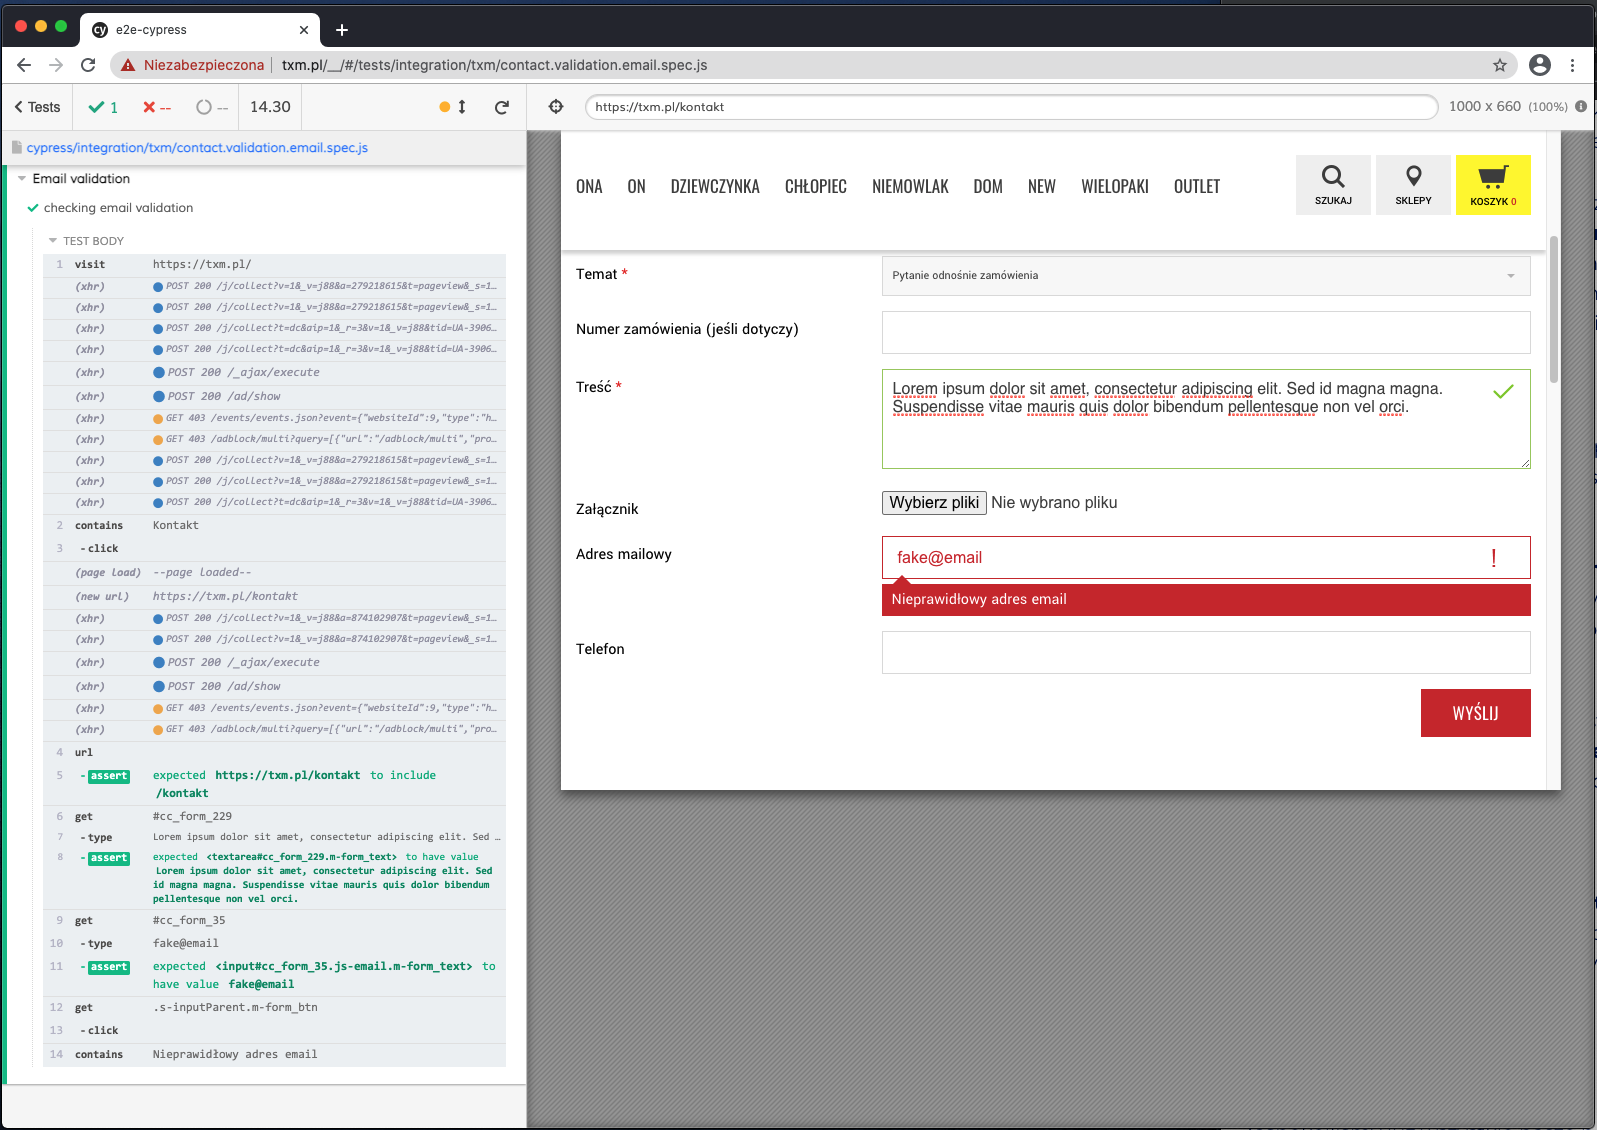 e2e-cypress
Niezabezpieczona
txm.pl/__/#/tests/integration/txm/contact.validation.email.spec.js
Tests
1
--
--
14.30
https://txm.pl/kontakt
1000 x 660 (100%)
cypress/integration/txm/contact.validation.email.spec.js
Email validation
checking email validation
TEST BODY
1 visit https://txm.pl/
(xhr) POST 200 /j/collect?v=1&_v=j88&a=279218615&t=pageview&_s=1...
(xhr) POST 200 /j/collect?v=1&_v=j88&a=279218615&t=pageview&_s=1...
(xhr) POST 200 /j/collect?t=dc&aip=1&_r=3&v=1&_v=j88&tid=UA-3906...
(xhr) POST 200 /j/collect?t=dc&aip=1&_r=3&v=1&_v=j88&tid=UA-3906...
(xhr) POST 200 /_ajax/execute
(xhr) POST 200 /ad/show
(xhr) GET 403 /events/events.json?event={"websiteId":9,"type":"h...
(xhr) GET 403 /adblock/multi?query=[{"url":"/adblock/multi","pro...
(xhr) POST 200 /j/collect?v=1&_v=j88&a=279218615&t=pageview&_s=1...
(xhr) POST 200 /j/collect?v=1&_v=j88&a=279218615&t=pageview&_s=1...
(xhr) POST 200 /j/collect?t=dc&aip=1&_r=3&v=1&_v=j88&tid=UA-3906...
2 contains Kontakt
3 -click
(page load) --page loaded--
(new url) https://txm.pl/kontakt
(xhr) POST 200 /j/collect?v=1&_v=j88&a=874102907&t=pageview&_s=1...
(xhr) POST 200 /j/collect?v=1&_v=j88&a=874102907&t=pageview&_s=1...
(xhr) POST 200 /_ajax/execute
(xhr) POST 200 /ad/show
(xhr) GET 403 /events/events.json?event={"websiteId":9,"type":"h...
(xhr) GET 403 /adblock/multi?query=[{"url":"/adblock/multi","pro...
4 url
5 -assert expected https://txm.pl/kontakt to include
/kontakt
6 get #cc_form_229
7 -type Lorem ipsum dolor sit amet, consectetur adipiscing elit. Sed ...
8 -assert expected <textarea#cc_form_229.m-form_text> to have value
Lorem ipsum dolor sit amet, consectetur adipiscing elit. Sed
id magna magna. Suspendisse vitae mauris quis dolor bibendum
pellentesque non vel orci.
9 get #cc_form_35
10 -type fake@email
11 -assert expected <input#cc_form_35.js-email.m-form_text> to
have value fake@email
12 get .s-inputParent.m-form_btn
13 -click
14 contains Nieprawidłowy adres email
ONA ON DZIEWCZYNKA CHŁOPIEC NIEMOWLAK DOM NEW WIELOPAKI OUTLET
SZUKAJ
SKLEPY
KOSZYK 0
Temat *
Pytanie odnośnie zamówienia
Numer zamówienia (jeśli dotyczy)
Treść *
Lorem ipsum dolor sit amet, consectetur adipiscing elit. Sed id magna magna.
Suspendisse vitae mauris quis dolor bibendum pellentesque non vel orci.
Załącznik
Wybierz pliki Nie wybrano pliku
Adres mailowy
fake@email
!
Nieprawidłowy adres email
Telefon
WYŚLIJ